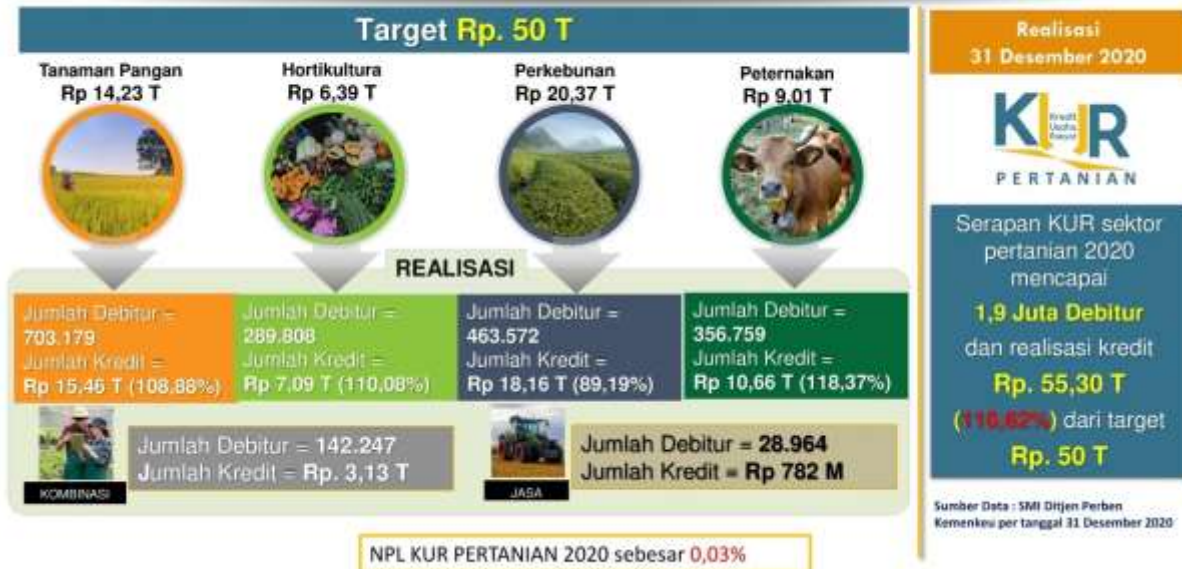 Target Rp. 50 T
Tanaman Pangan
Rp 14,23 T
Hortikultura
Rp 6,39 T
Perkebunan
Rp 20,37 T
Peternakan
Rp 9,01 T
REALISASI
Jumlah Debitur =
703.179
Jumlah Kredit =
Rp 15,46 T (108,88%)
Jumlah Debitur =
289.808
Jumlah Kredit =
Rp 7,09 T (110,08%)
Jumlah Debitur =
463.572
Jumlah Kredit =
Rp 18,16 T (89,19%)
Jumlah Debitur =
356.759
Jumlah Kredit =
Rp 10,66 T (118,37%)
KOMBINASI
Jumlah Debitur = 142.247
Jumlah Kredit = Rp. 3,13 T
JASA
Jumlah Debitur = 28.964
Jumlah Kredit = Rp 782 M
NPL KUR PERTANIAN 2020 sebesar 0,03%
Realisasi
31 Desember 2020
KUR
Kredit
Usaha
Rakyat
PERTANIAN
Serapan KUR sektor
pertanian 2020
mencapai
1,9 Juta Debitur
dan realisasi kredit
Rp. 55,30 T
(110,62%) dari target
Rp. 50 T
Sumber Data : SMI Ditjen Perben
Kemenkeu per tanggal 31 Desember 2020